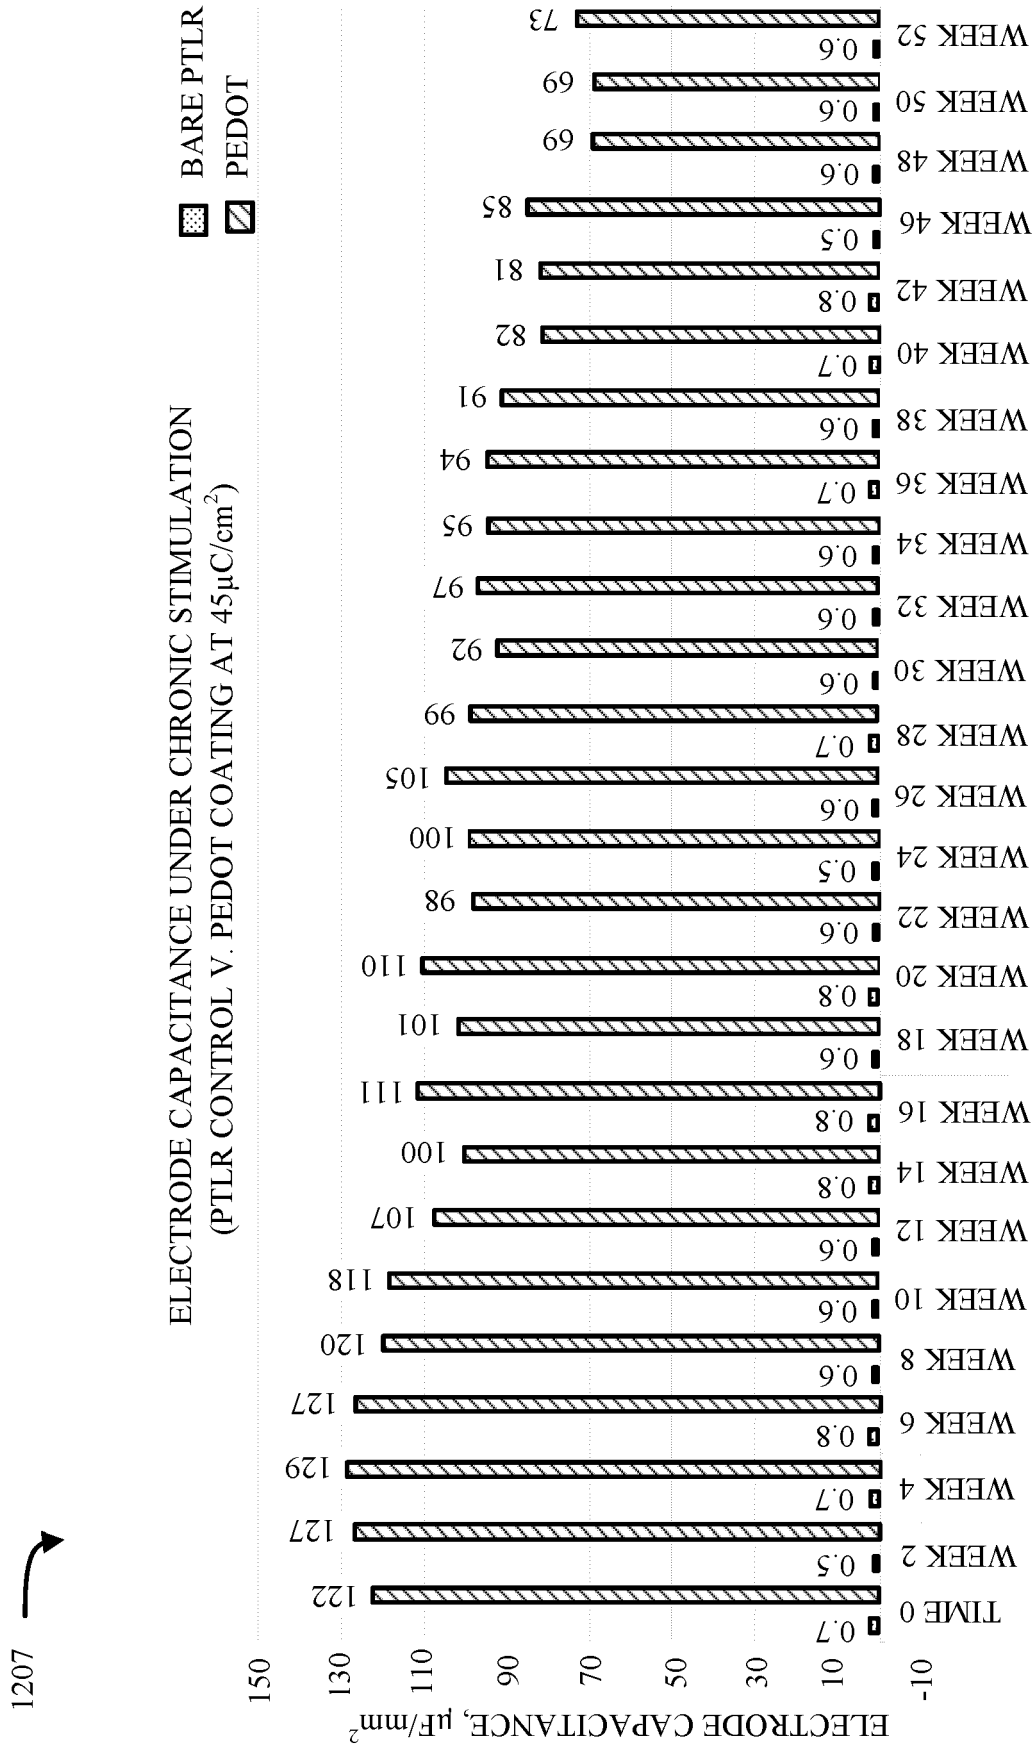 1207
ELECTRODE CAPACITANCE UNDER CHRONIC STIMULATION
(PTLR CONTROL V. PEDOT COATING AT 45µC/cm²)
BARE PTLR
PEDOT
ELECTRODE CAPACITANCE, µF/mm²
150
130
110
90
70
50
30
10
-10
0.7
122
TIME 0
0.5
127
WEEK 2
0.7
129
WEEK 4
0.8
127
WEEK 6
0.6
120
WEEK 8
0.6
118
WEEK 10
0.6
107
WEEK 12
0.8
100
WEEK 14
0.8
111
WEEK 16
0.6
101
WEEK 18
0.8
110
WEEK 20
0.6
98
WEEK 22
0.5
100
WEEK 24
0.6
105
WEEK 26
0.7
99
WEEK 28
0.6
92
WEEK 30
0.6
97
WEEK 32
0.6
95
WEEK 34
0.7
94
WEEK 36
0.6
91
WEEK 38
0.7
82
WEEK 40
0.8
81
WEEK 42
0.5
85
WEEK 46
0.6
69
WEEK 48
0.6
69
WEEK 50
0.6
73
WEEK 52